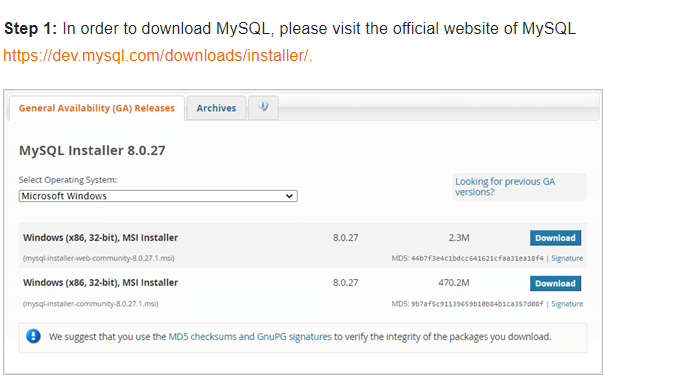 Step 1: In order to download MySQL, please visit the official website of MySQL
https://dev.mysql.com/downloads/installer/.
General Availability (GA) Releases
Archives
MySQL Installer 8.0.27
Select Operating System:
Looking for previous GA
versions?
Microsoft Windows
Windows (x86, 32-bit), MSI Installer 8.0.27 2.3M Download
(mysql-installer-web-community-8.0.27.1.msi) MD5: 44b7f3e4c1bdcc641621cfaa31ea18f4 | Signature
Windows (x86, 32-bit), MSI Installer 8.0.27 470.2M Download
(mysql-installer-community-8.0.27.1.msi) MD5: 9b7af5c91139659b10b84b1ca357d08f | Signature
We suggest that you use the MD5 checksums and GnuPG signatures to verify the integrity of the packages you download.